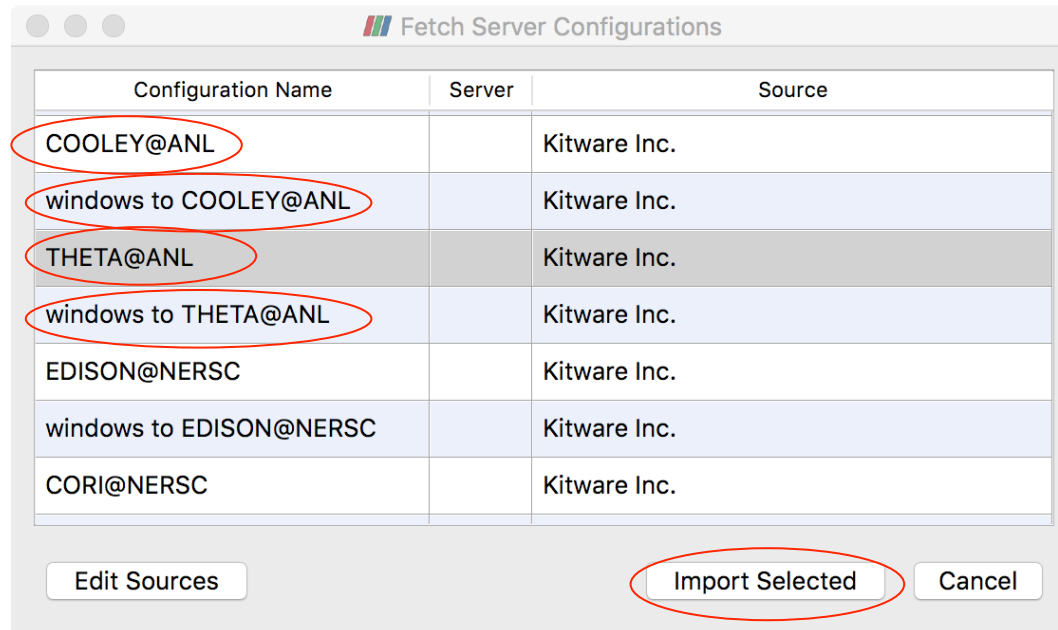 Fetch Server Configurations
Configuration Name Server Source
COOLEY@ANL Kitware Inc.
windows to COOLEY@ANL Kitware Inc.
THETA@ANL Kitware Inc.
windows to THETA@ANL Kitware Inc.
EDISON@NERSC Kitware Inc.
windows to EDISON@NERSC Kitware Inc.
CORI@NERSC Kitware Inc.
Edit Sources Import Selected Cancel